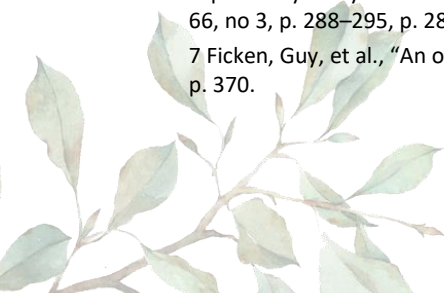 66, no 3, p. 288–295, p. 28
7 Ficken, Guy, et al., “An o
p. 370.